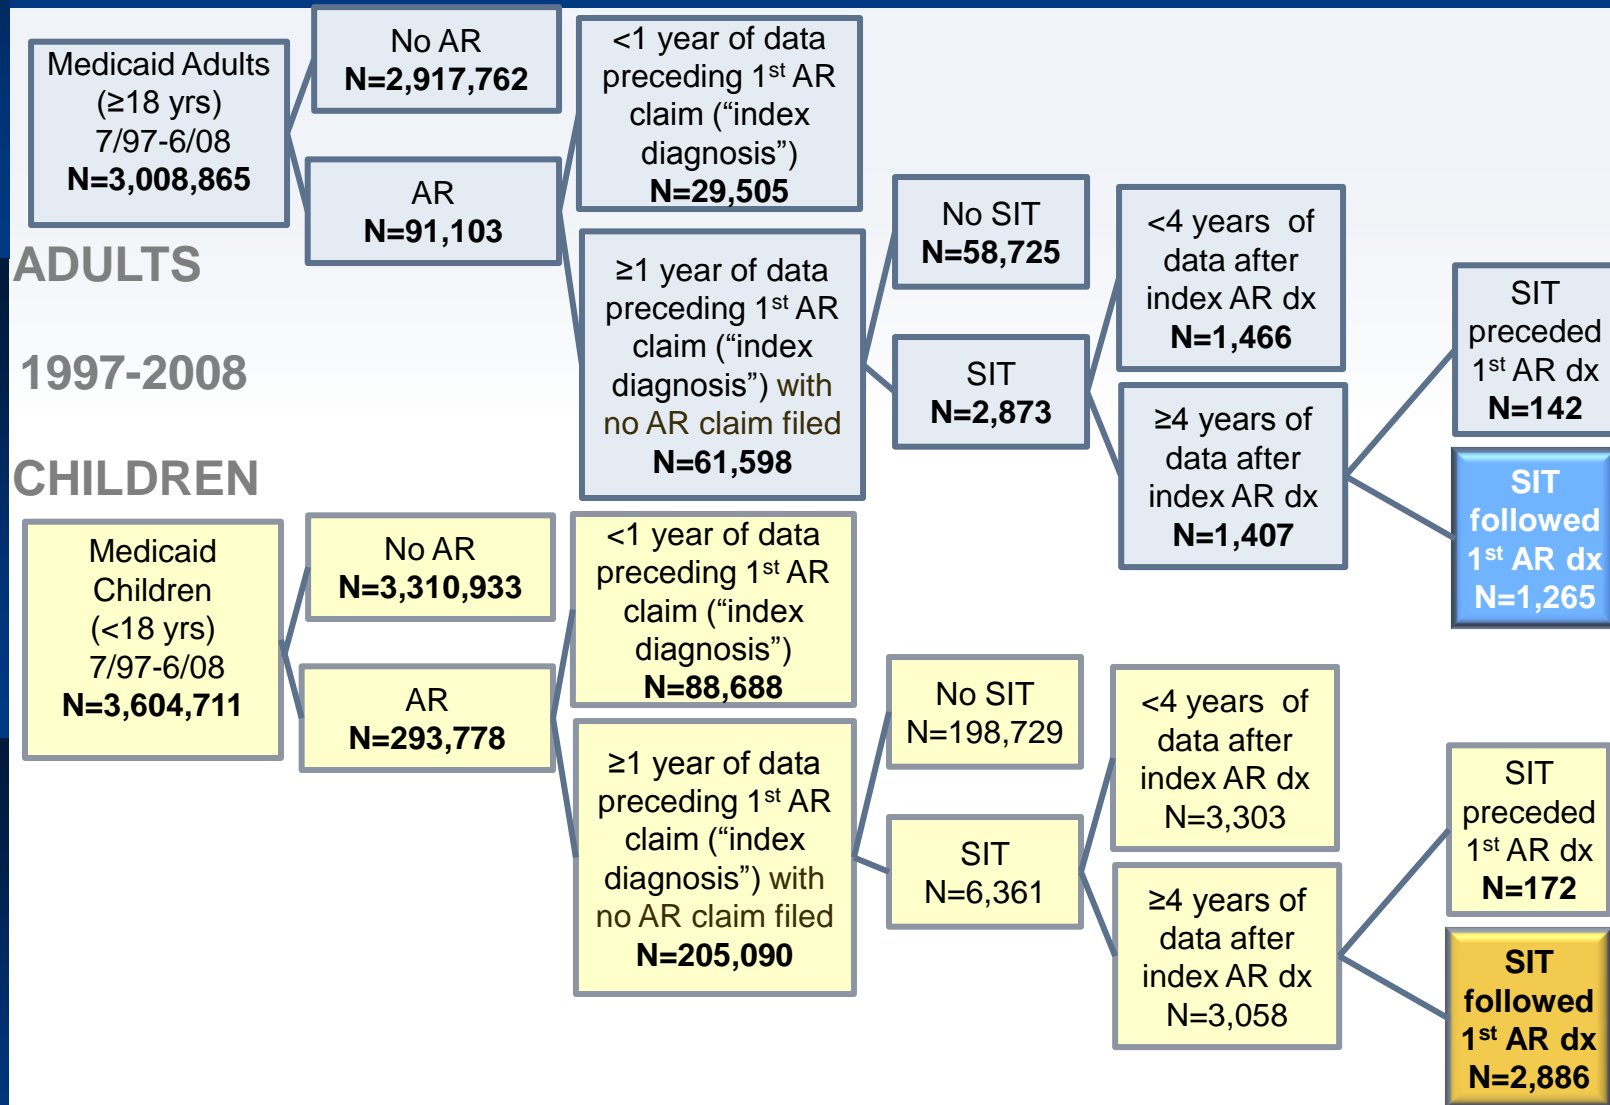 Medicaid Adults
(≥18 yrs)
7/97-6/08
N=3,008,865
No AR
N=2,917,762
AR
N=91,103
<1 year of data
preceding 1st AR
claim (“index
diagnosis”)
N=29,505
≥1 year of data
preceding 1st AR
claim (“index
diagnosis”) with
no AR claim filed
N=61,598
No SIT
N=58,725
SIT
N=2,873
<4 years of
data after
index AR dx
N=1,466
≥4 years of
data after
index AR dx
N=1,407
SIT
preceded
1st AR dx
N=142
SIT
followed
1st AR dx
N=1,265
ADULTS
1997-2008
CHILDREN
Medicaid
Children
(<18 yrs)
7/97-6/08
N=3,604,711
No AR
N=3,310,933
AR
N=293,778
<1 year of data
preceding 1st AR
claim (“index
diagnosis”)
N=88,688
≥1 year of data
preceding 1st AR
claim (“index
diagnosis”) with
no AR claim filed
N=205,090
No SIT
N=198,729
SIT
N=6,361
<4 years of
data after
index AR dx
N=3,303
≥4 years of
data after
index AR dx
N=3,058
SIT
preceded
1st AR dx
N=172
SIT
followed
1st AR dx
N=2,886